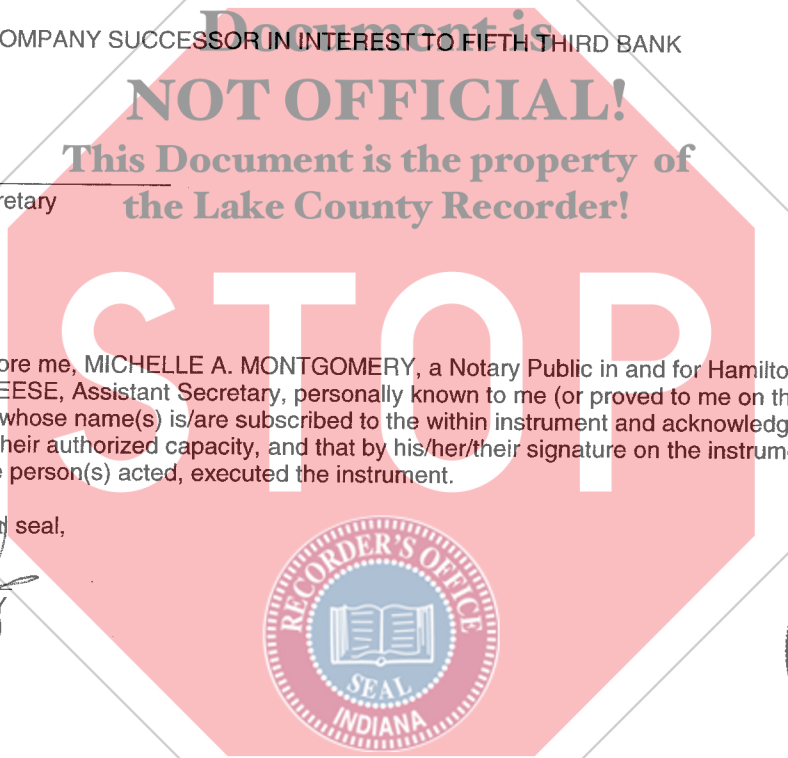 Document is
OMPANY SUCCESSOR IN INTEREST TO FIFTH THIRD BANK
NOT OFFICIAL!
This Document is the property of
retary
the Lake County Recorder!
STOP
ore me, MICHELLE A. MONTGOMERY, a Notary Public in and for Hamilto
EESE, Assistant Secretary, personally known to me (or proved to me on th
whose name(s) is/are subscribed to the within instrument and acknowledg
heir authorized capacity, and that by his/her/their signature on the instrum
e person(s) acted, executed the instrument.
d seal,
Y
RECORDER'S OFFICE
SEAL
INDIANA